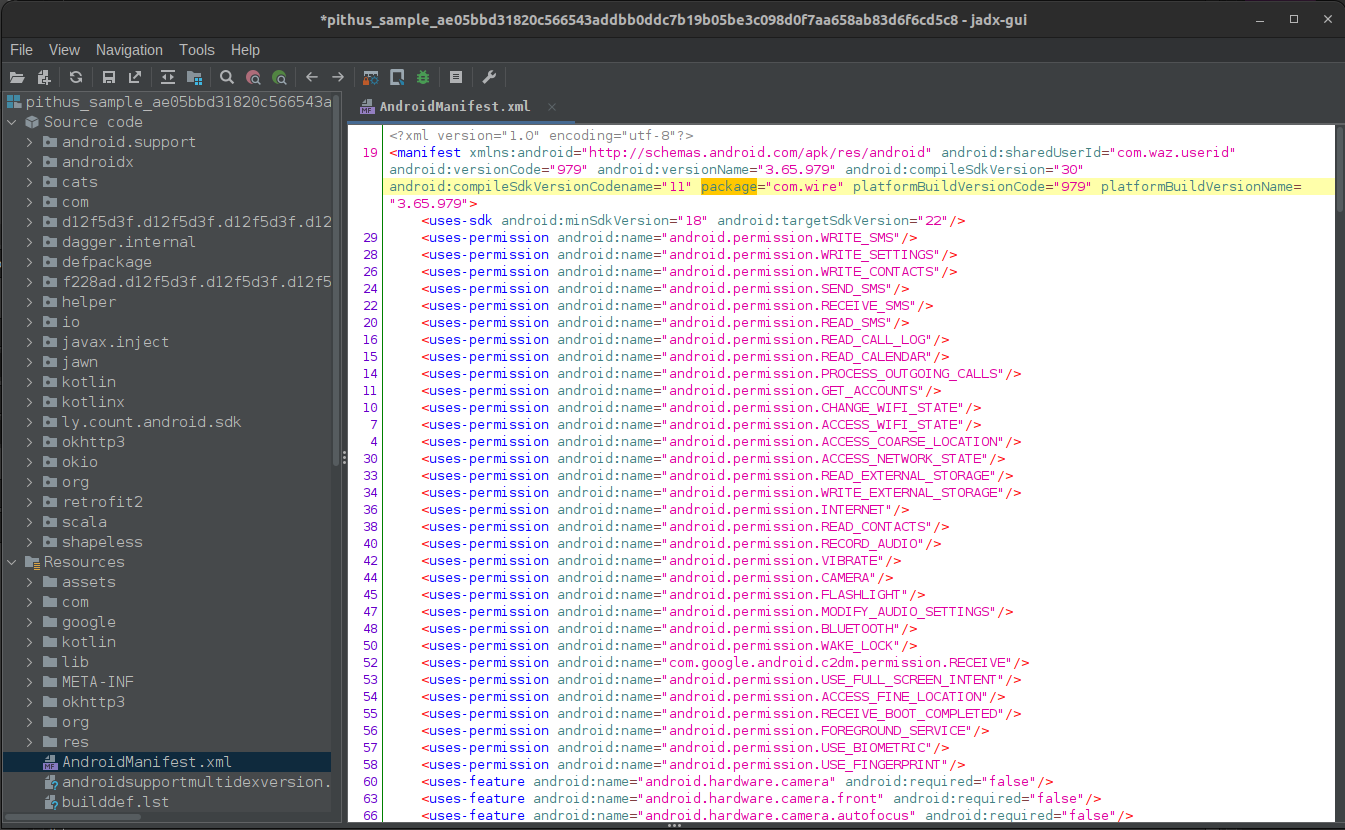 *pithus_sample_ae05bbd31820c566543addbb0ddc7b19b05be3c098d0f7aa658ab83d6f6cd5c8 - jadx-gui
File View Navigation Tools Help
pithus_sample_ae05bbd31820c566543a
Source code
android.support
androidx
cats
com
d12f5d3f.d12f5d3f.d12f5d3f.d12
dagger.internal
defpackage
f228ad.d12f5d3f.d12f5d3f.d12f5
helper
io
javax.inject
jawn
kotlin
kotlinx
ly.count.android.sdk
okhttp3
okio
org
retrofit2
scala
shapeless
Resources
assets
com
google
kotlin
lib
META-INF
okhttp3
org
res
MF AndroidManifest.xml
androidsupportmultidexversion.
builddef.lst
MF AndroidManifest.xml ×
<?xml version="1.0" encoding="utf-8"?>
19 <manifest xmlns:android="http://schemas.android.com/apk/res/android" android:sharedUserId="com.waz.userid"
android:versionCode="979" android:versionName="3.65.979" android:compileSdkVersion="30"
android:compileSdkVersionCodename="11" package="com.wire" platformBuildVersionCode="979" platformBuildVersionName=
"3.65.979">
<uses-sdk android:minSdkVersion="18" android:targetSdkVersion="22"/>
29 <uses-permission android:name="android.permission.WRITE_SMS"/>
28 <uses-permission android:name="android.permission.WRITE_SETTINGS"/>
26 <uses-permission android:name="android.permission.WRITE_CONTACTS"/>
24 <uses-permission android:name="android.permission.SEND_SMS"/>
22 <uses-permission android:name="android.permission.RECEIVE_SMS"/>
20 <uses-permission android:name="android.permission.READ_SMS"/>
16 <uses-permission android:name="android.permission.READ_CALL_LOG"/>
15 <uses-permission android:name="android.permission.READ_CALENDAR"/>
14 <uses-permission android:name="android.permission.PROCESS_OUTGOING_CALLS"/>
11 <uses-permission android:name="android.permission.GET_ACCOUNTS"/>
10 <uses-permission android:name="android.permission.CHANGE_WIFI_STATE"/>
7 <uses-permission android:name="android.permission.ACCESS_WIFI_STATE"/>
4 <uses-permission android:name="android.permission.ACCESS_COARSE_LOCATION"/>
30 <uses-permission android:name="android.permission.ACCESS_NETWORK_STATE"/>
33 <uses-permission android:name="android.permission.READ_EXTERNAL_STORAGE"/>
34 <uses-permission android:name="android.permission.WRITE_EXTERNAL_STORAGE"/>
36 <uses-permission android:name="android.permission.INTERNET"/>
38 <uses-permission android:name="android.permission.READ_CONTACTS"/>
40 <uses-permission android:name="android.permission.RECORD_AUDIO"/>
42 <uses-permission android:name="android.permission.VIBRATE"/>
44 <uses-permission android:name="android.permission.CAMERA"/>
45 <uses-permission android:name="android.permission.FLASHLIGHT"/>
47 <uses-permission android:name="android.permission.MODIFY_AUDIO_SETTINGS"/>
48 <uses-permission android:name="android.permission.BLUETOOTH"/>
50 <uses-permission android:name="android.permission.WAKE_LOCK"/>
52 <uses-permission android:name="com.google.android.c2dm.permission.RECEIVE"/>
53 <uses-permission android:name="android.permission.USE_FULL_SCREEN_INTENT"/>
54 <uses-permission android:name="android.permission.ACCESS_FINE_LOCATION"/>
55 <uses-permission android:name="android.permission.RECEIVE_BOOT_COMPLETED"/>
56 <uses-permission android:name="android.permission.FOREGROUND_SERVICE"/>
57 <uses-permission android:name="android.permission.USE_BIOMETRIC"/>
58 <uses-permission android:name="android.permission.USE_FINGERPRINT"/>
60 <uses-feature android:name="android.hardware.camera" android:required="false"/>
63 <uses-feature android:name="android.hardware.camera.front" android:required="false"/>
66 <uses-feature android:name="android.hardware.camera.autofocus" android:required="false"/>